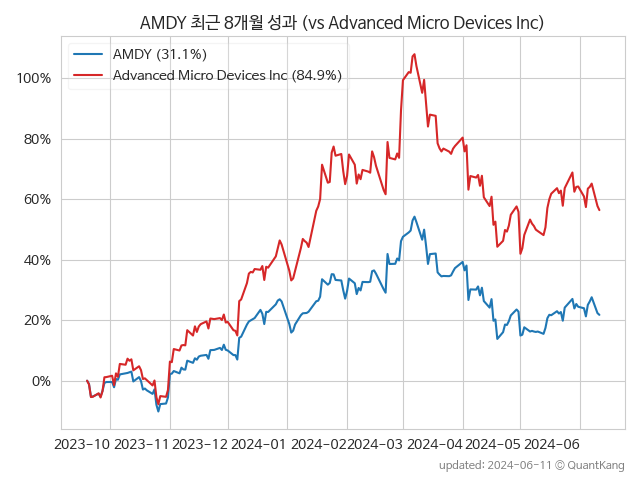 AMDY 최근 8개월 성과 (vs Advanced Micro Devices Inc)
AMDY (31.1%)
Advanced Micro Devices Inc (84.9%)
100%
80%
60%
40%
20%
0%
2023-10 2023-11 2023-12 2024-01 2024-02 2024-03 2024-04 2024-05 2024-06
updated: 2024-06-11 © QuantKang